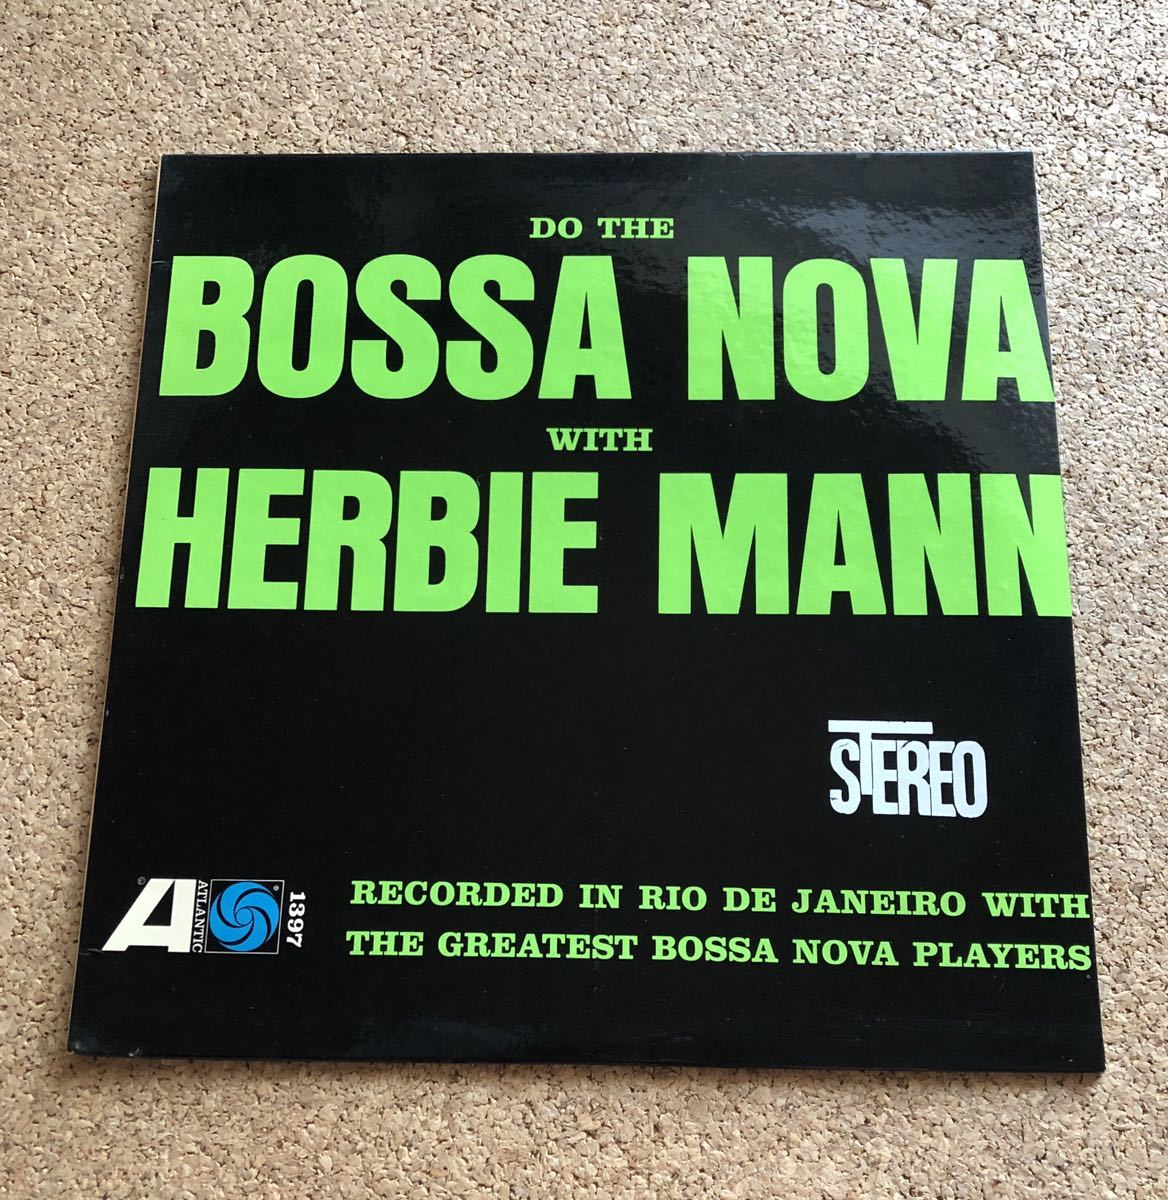 DO THE
BOSSA NOVA
WITH
HERBIE MANN
STEREO
A
ATLANTIC
1397
RECORDED IN RIO DE JANEIRO WITH
THE GREATEST BOSSA NOVA PLAYERS